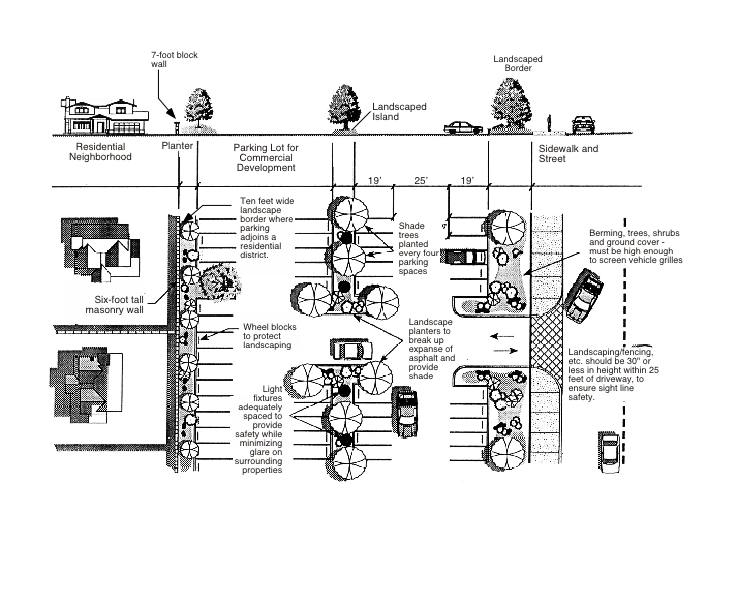 7-foot block
wall
Landscaped
Border
Landscaped
Island
Residential
Neighborhood
Planter
Parking Lot for
Commercial
Development
Sidewalk and
Street
19'
25'
19'
9'
Ten feet wide
landscape
border where
parking
adjoins a
residential
district.
Shade
trees
planted
every four
parking
spaces
Berming, trees, shrubs
and ground cover -
must be high enough
to screen vehicle grilles
Six-foot tall
masonry wall
Wheel blocks
to protect
landscaping
Landscape
planters to
break up
expanse of
asphalt and
provide
shade
Landscaping/fencing,
etc. should be 30" or
less in height within 25
feet of driveway, to
ensure sight line
safety.
Light
fixtures
adequately
spaced to
provide
safety while
minimizing
glare on
surrounding
properties